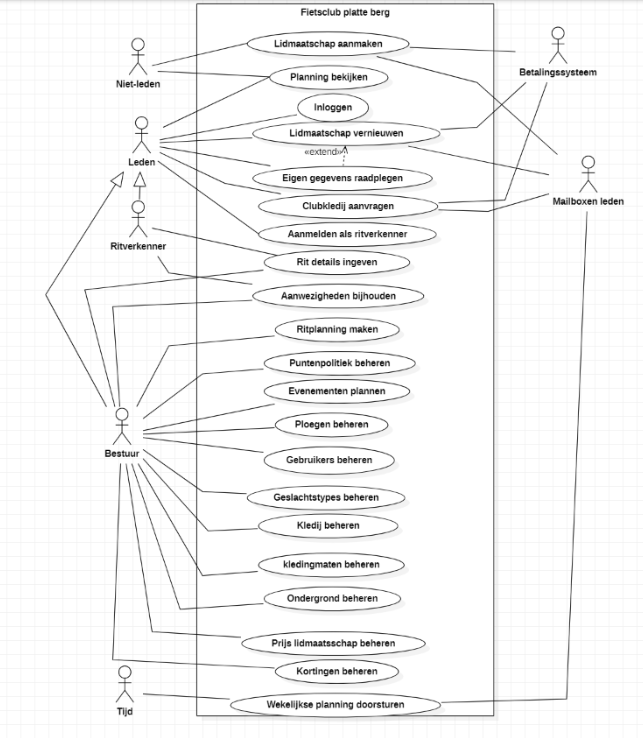 Fietsclub platte berg
Lidmaatschap aanmaken
Betalingssysteem
Niet-leden
Planning bekijken
Inloggen
Lidmaatschap vernieuwen
Leden
«extend»
Eigen gegevens raadplegen
Mailboxen leden
Clubkledij aanvragen
Aanmelden als ritverkenner
Ritverkenner
Rit details ingeven
Aanwezigheden bijhouden
Ritplanning maken
Puntenpolitiek beheren
Evenementen plannen
Ploegen beheren
Bestuur
Gebruikers beheren
Geslachtstypes beheren
Kledij beheren
kledingmaten beheren
Ondergrond beheren
Prijs lidmaatsschap beheren
Kortingen beheren
Wekelijkse planning doorsturen
Tijd